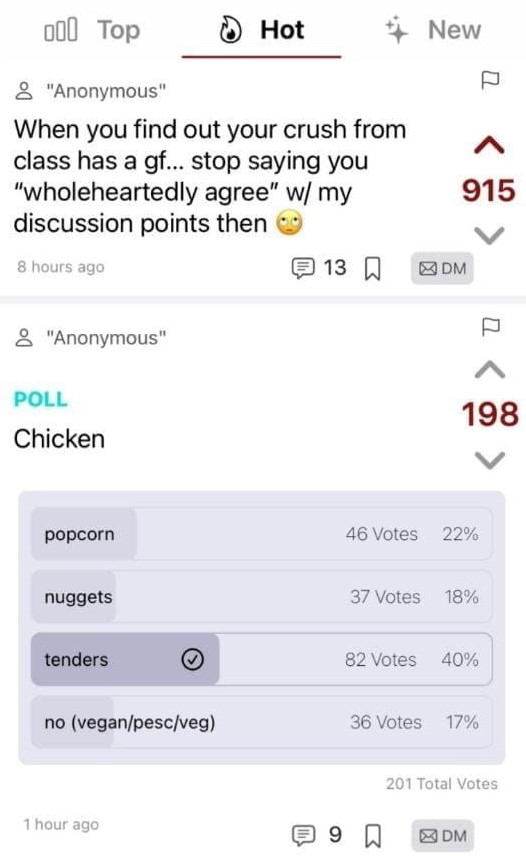 Top Hot New
"Anonymous"
When you find out your crush from
class has a gf... stop saying you
“wholeheartedly agree” w/ my
discussion points then 🙄
915
8 hours ago 13 DM
"Anonymous"
POLL
198
Chicken
popcorn 46 Votes 22%
nuggets 37 Votes 18%
tenders 82 Votes 40%
no (vegan/pesc/veg) 36 Votes 17%
201 Total Votes
1 hour ago 9 DM